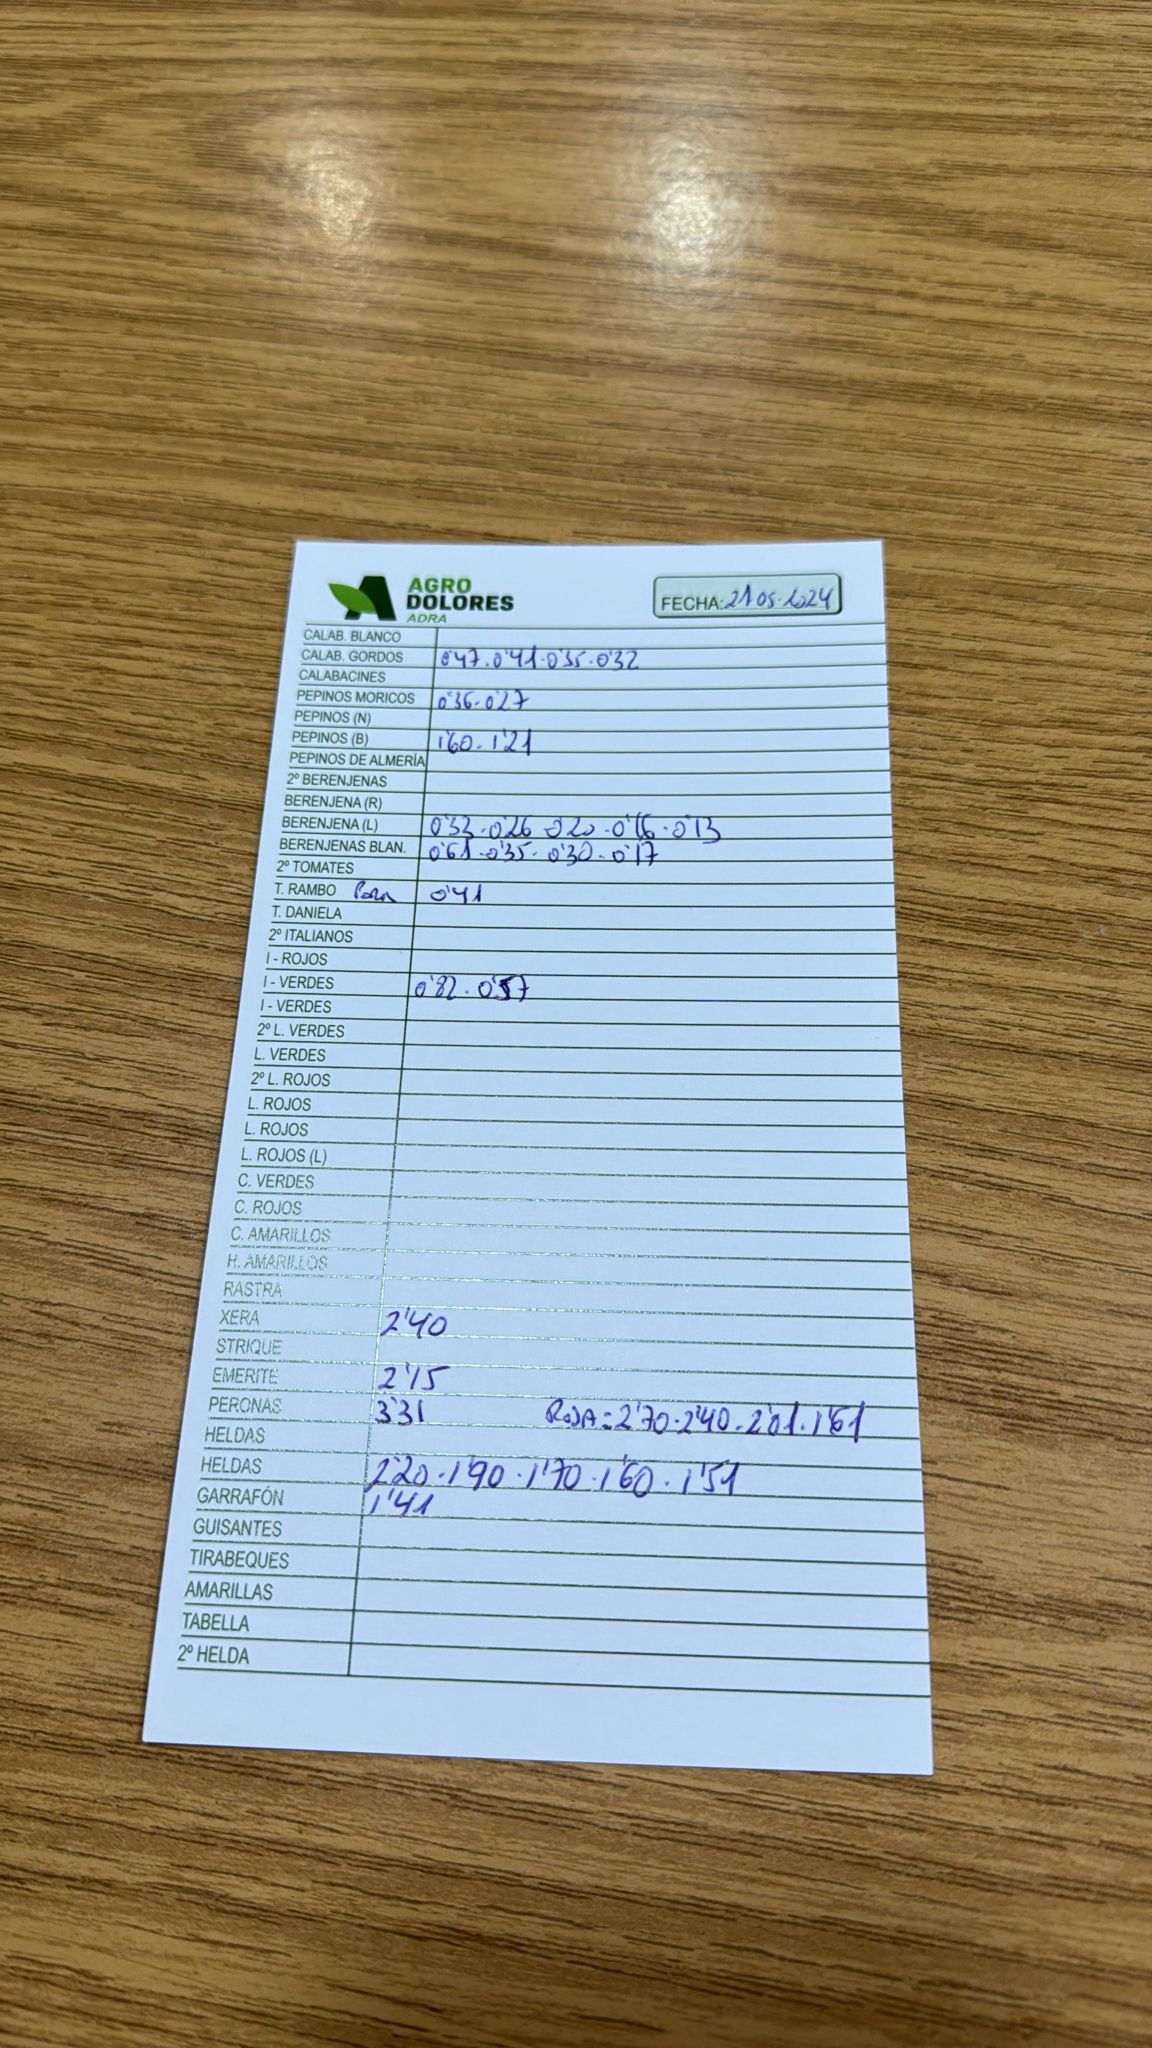 AGRO
DOLORES
ADRA
FECHA: 21 05-2024
CALAB. BLANCO
CALAB. GORDOS 0'47-0'41-0'35-0'32
CALABACINES
PEPINOS MORICOS 0'36-0'27
PEPINOS (N)
PEPINOS (B) 1'60-1'21
PEPINOS DE ALMERÍA
2º BERENJENAS
BERENJENA (R)
BERENJENA (L) 0'33-0'26-0'20-0'16-0'13
BERENJENAS BLAN. 0'61-0'35-0'30-0'17
2º TOMATES
T. RAMBO 0'41
T. DANIELA
2º ITALIANOS
I - ROJOS
I - VERDES 0'82-0'57
I - VERDES
2º L. VERDES
L. VERDES
2º L. ROJOS
L. ROJOS
L. ROJOS
L. ROJOS (L)
C. VERDES
C. ROJOS
C. AMARILLOS
H. AMARILLOS
RASTRA
XERA 2'40
STRIQUE
EMERITE 2'15
PERONAS 3'31 ROJA=2'70-2'40-2'01-1'61
HELDAS
HELDAS 2'20-1'90-1'70-1'60-1'51
GARRAFÓN 1'41
GUISANTES
TIRABEQUES
AMARILLAS
TABELLA
2º HELDA